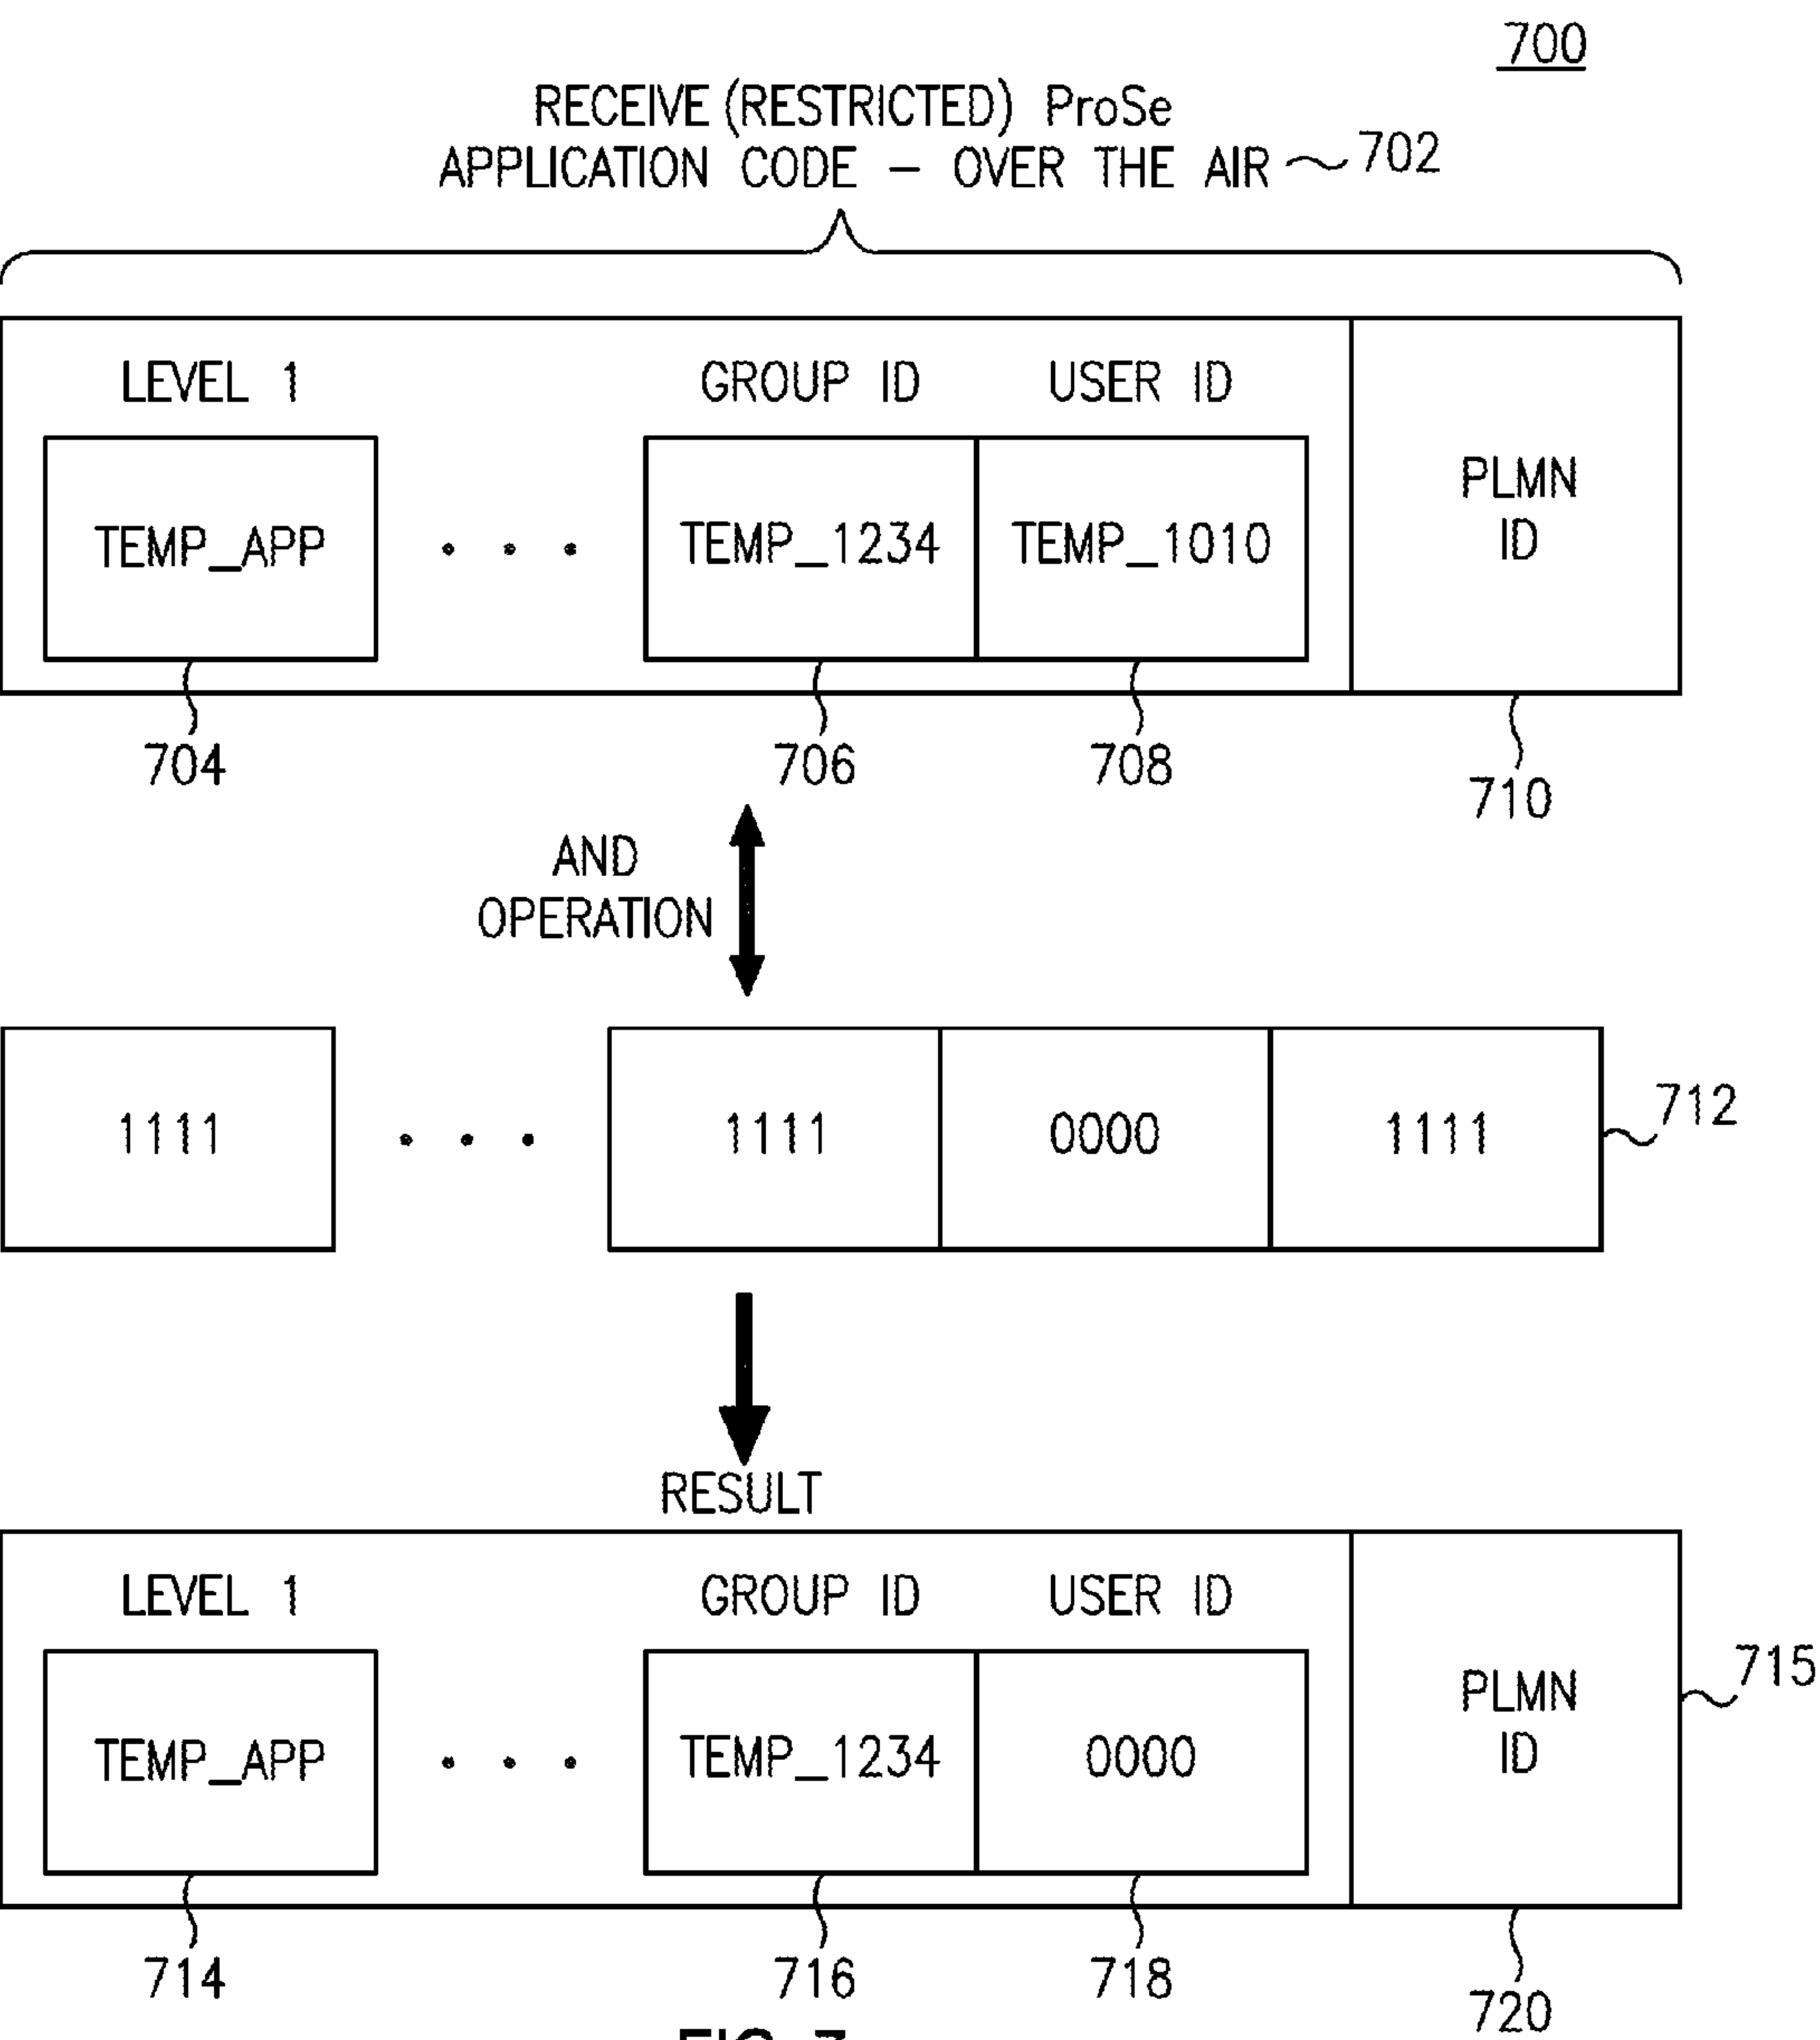 700
RECEIVE (RESTRICTED) ProSe
APPLICATION CODE – OVER THE AIR 702
LEVEL 1 GROUP ID USER ID
TEMP_APP . . . TEMP_1234 TEMP_1010
PLMN
ID
704 706 708 710
AND
OPERATION
1111 . . . 1111 0000 1111 712
RESULT
LEVEL 1 GROUP ID USER ID
TEMP_APP . . . TEMP_1234 0000
PLMN
ID
715
714 716 718 720
FIG. 7